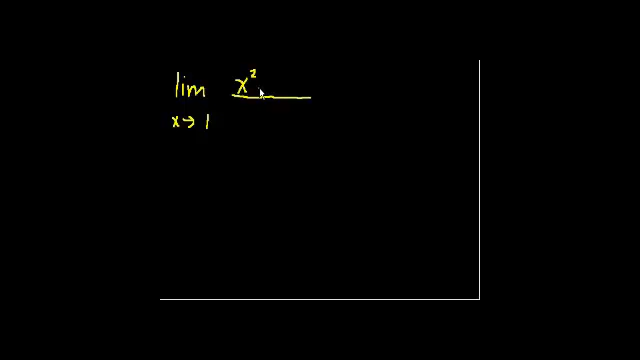 lim x²
x → 1